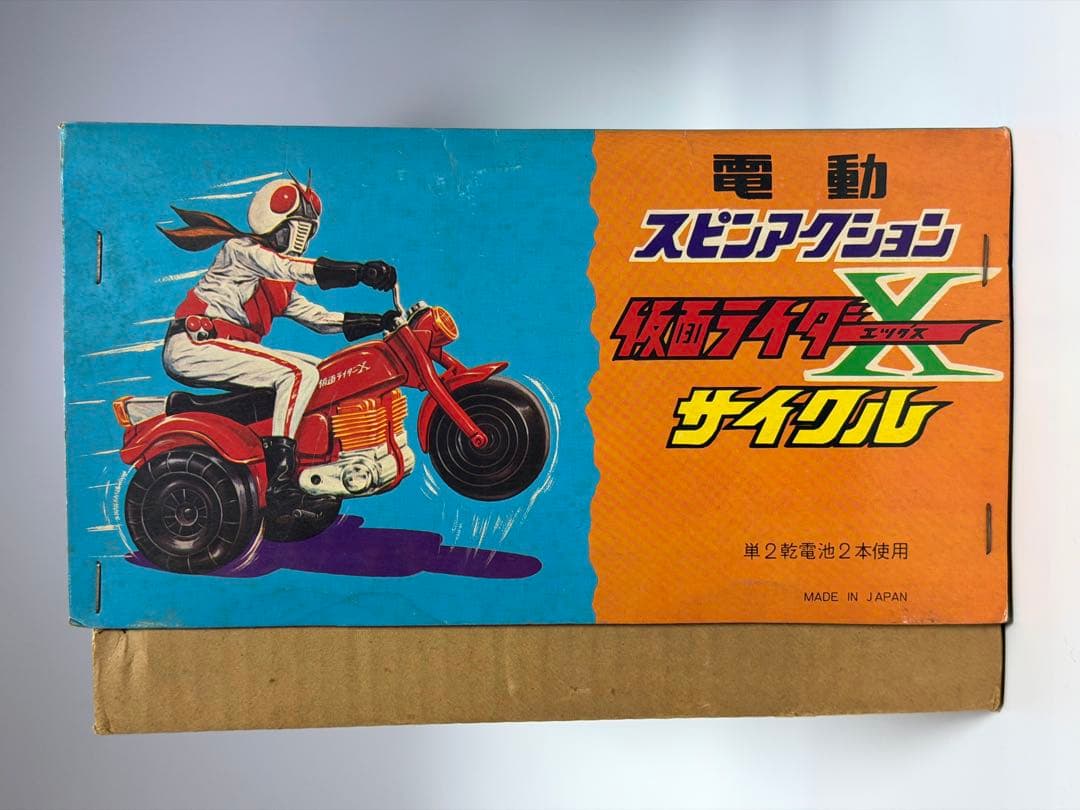 電動
スピンアクション
仮面ライダーX
エックス
サイクル
仮面ライダーX
単2乾電池2本使用
MADE IN JAPAN